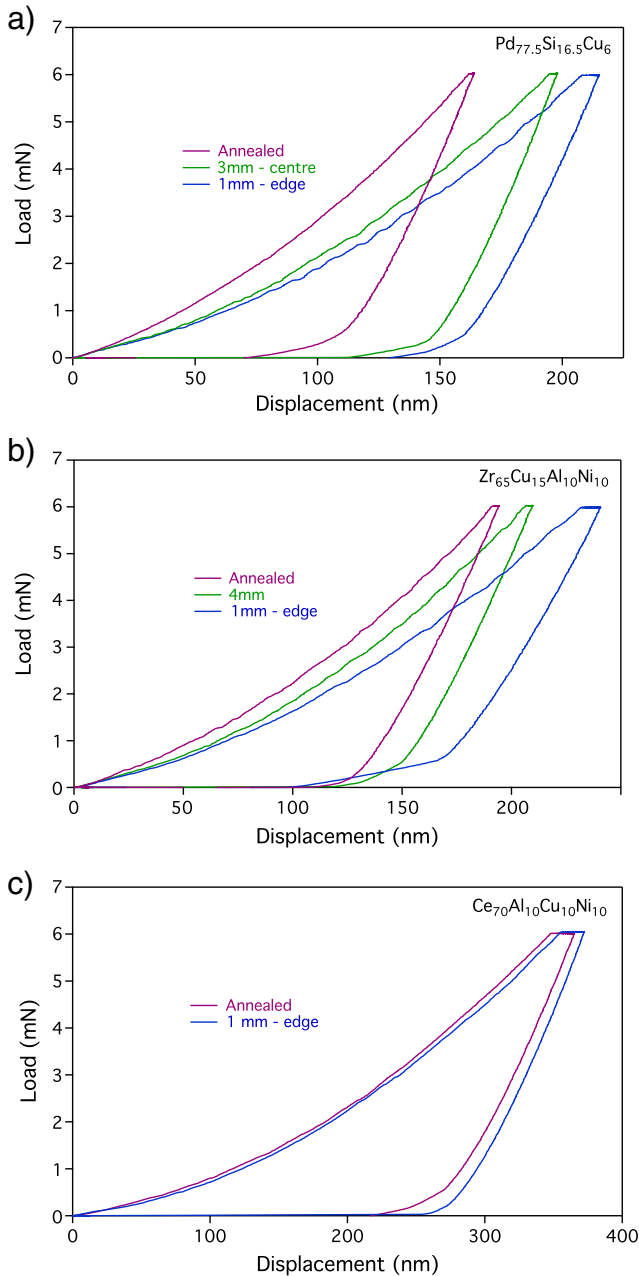 a)
7
6
5
4
3
2
1
0
Load (mN)
Pd77.5Si16.5Cu6
Annealed
3mm - centre
1mm - edge
0 50 100 150 200
Displacement (nm)
b)
7
6
5
4
3
2
1
0
Load (mN)
Zr65Cu15Al10Ni10
Annealed
4mm
1mm - edge
0 50 100 150 200
Displacement (nm)
c)
7
6
5
4
3
2
1
0
Load (mN)
Ce70Al10Cu10Ni10
Annealed
1 mm - edge
0 100 200 300 400
Displacement (nm)